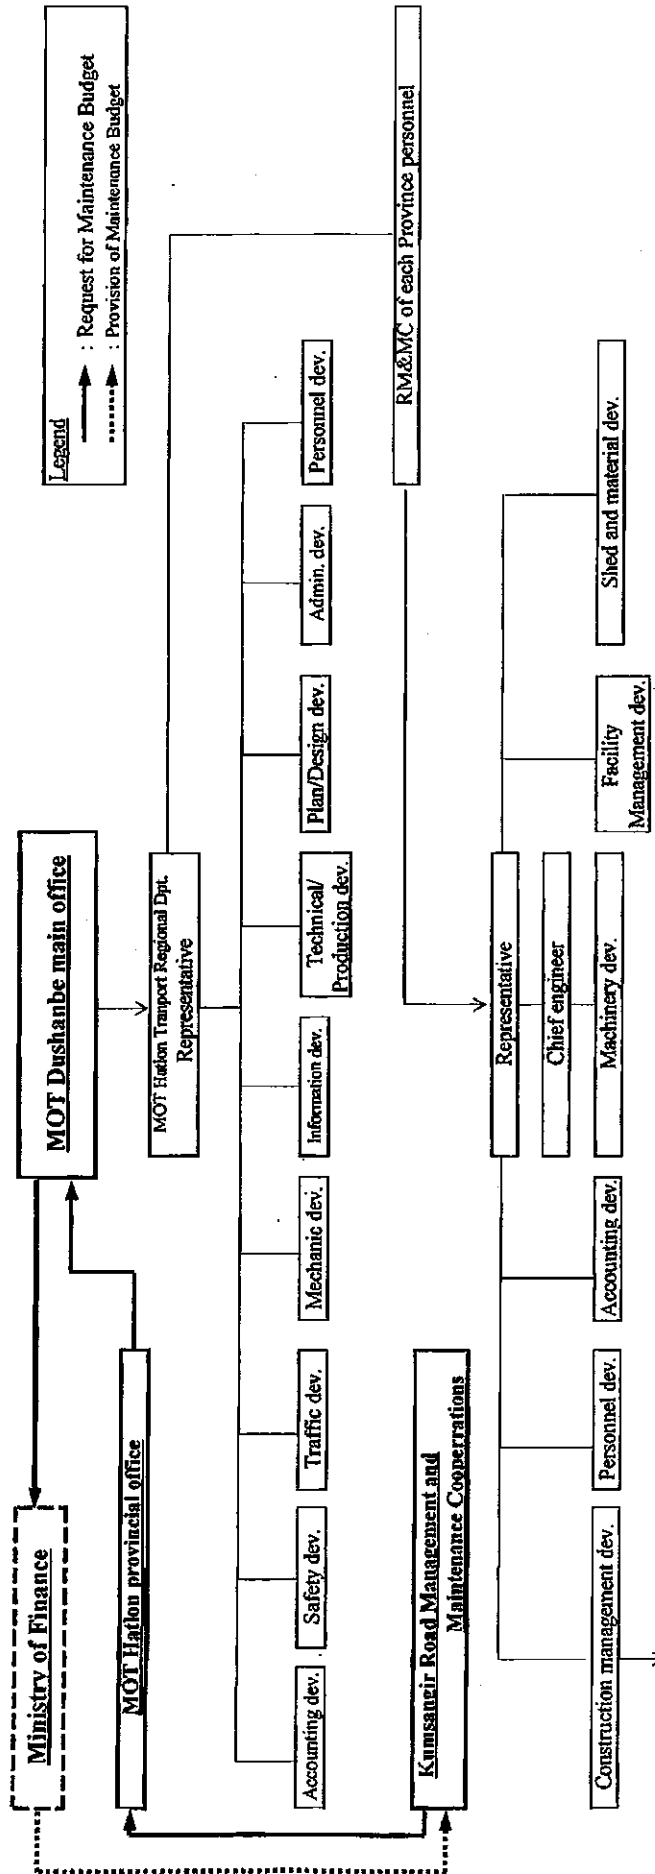 Legend
: Request for Maintenance Budget
: Provision of Maintenance Budget
Ministry of Finance
MOT Dushanbe main office
MOT Hatlon provincial office
MOT Hatlon Tranport Regional Dpt.
Representative
Accounting dev.
Safety dev.
Traffic dev.
Mechanic dev.
Information dev.
Technical/
Production dev.
Plan/Design dev.
Admin. dev.
Personnel dev.
Kumsangir Road Management and
Maintenance Cooperrations
RM&MC of each Province personnel
Representative
Chief engineer
Construction management dev.
Personnel dev.
Accounting dev.
Machinery dev.
Facility
Management dev.
Shed and material dev.